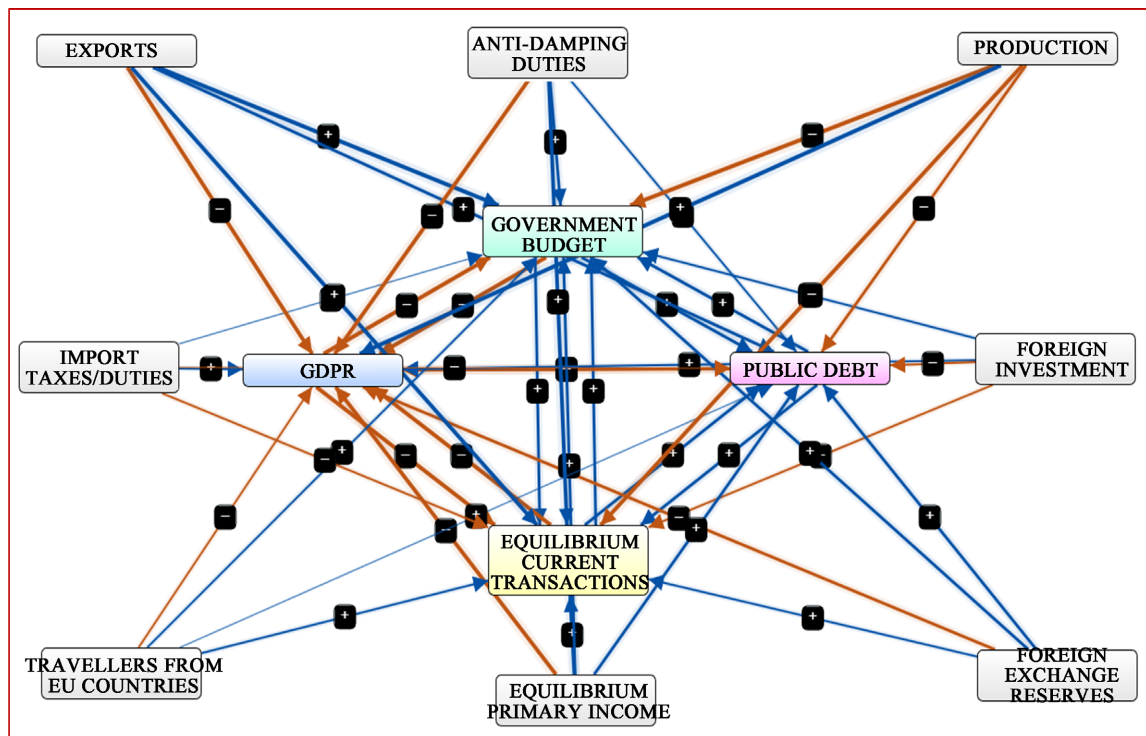 EXPORTS
ANTI-DAMPING
DUTIES
PRODUCTION
GOVERNMENT
BUDGET
IMPORT
TAXES/DUTIES
GDPR
PUBLIC DEBT
FOREIGN
INVESTMENT
EQUILIBRIUM
CURRENT
TRANSACTIONS
TRAVELLERS FROM
EU COUNTRIES
EQUILIBRIUM
PRIMARY INCOME
FOREIGN
EXCHANGE
RESERVES